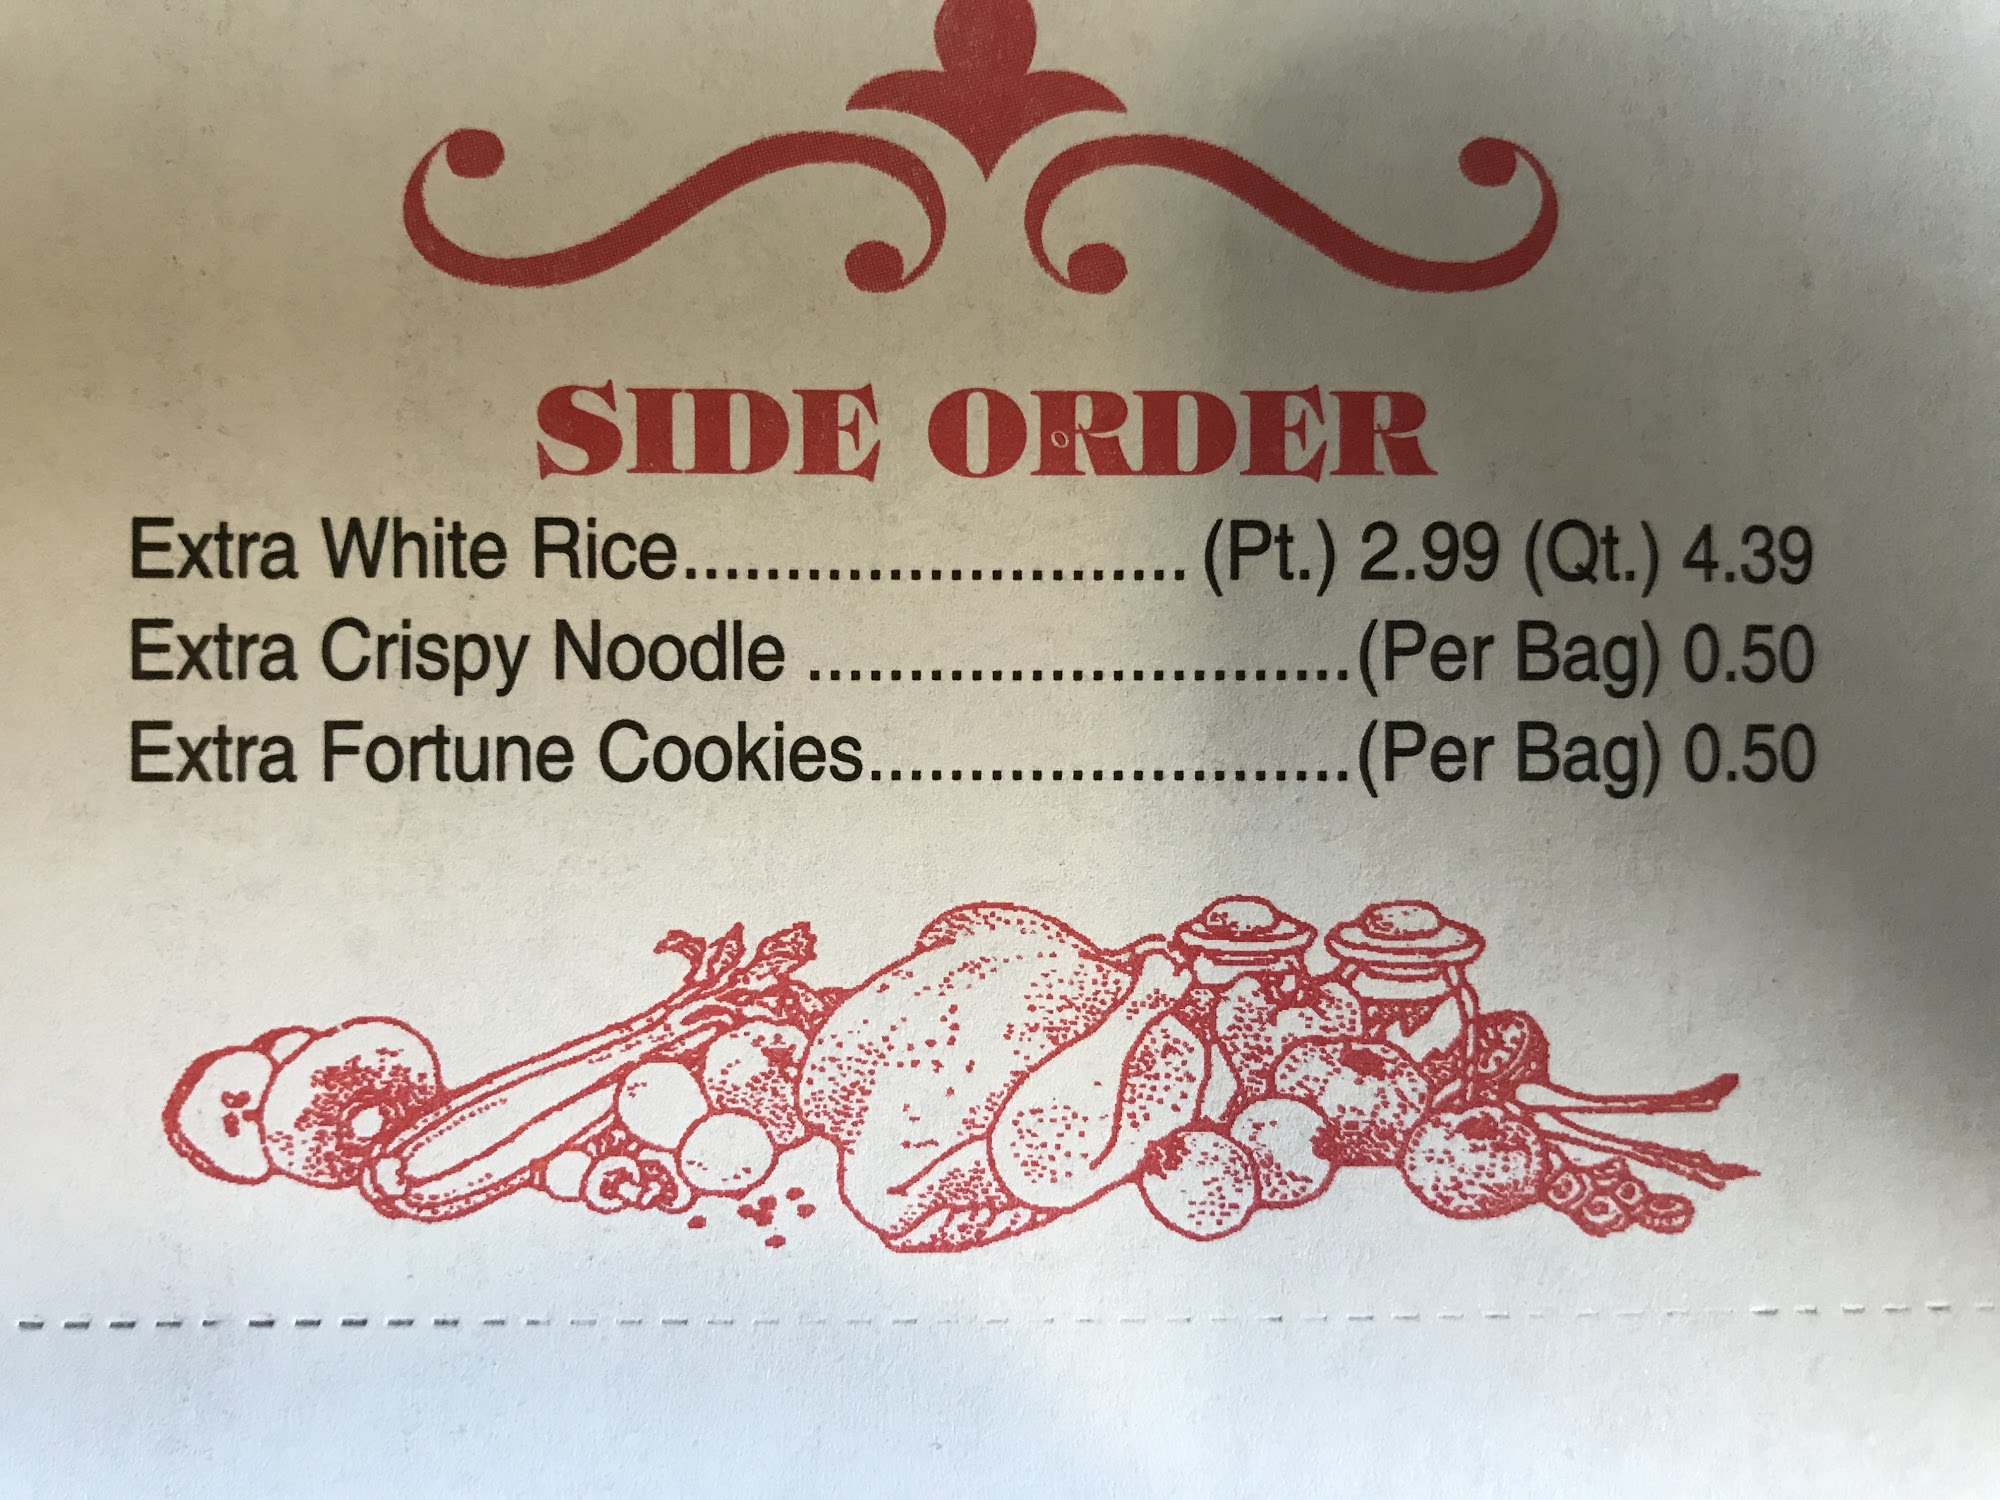 SIDE ORDER
Extra White Rice......................... (Pt.) 2.99 (Qt.) 4.39
Extra Crispy Noodle ...........................(Per Bag) 0.50
Extra Fortune Cookies........................(Per Bag) 0.50